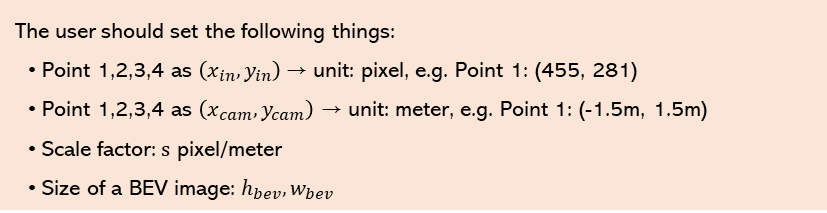 The user should set the following things:
• Point 1,2,3,4 as (x_in, y_in) → unit: pixel, e.g. Point 1: (455, 281)
• Point 1,2,3,4 as (x_cam, y_cam) → unit: meter, e.g. Point 1: (-1.5m, 1.5m)
• Scale factor: s pixel/meter
• Size of a BEV image: h_bev, w_bev